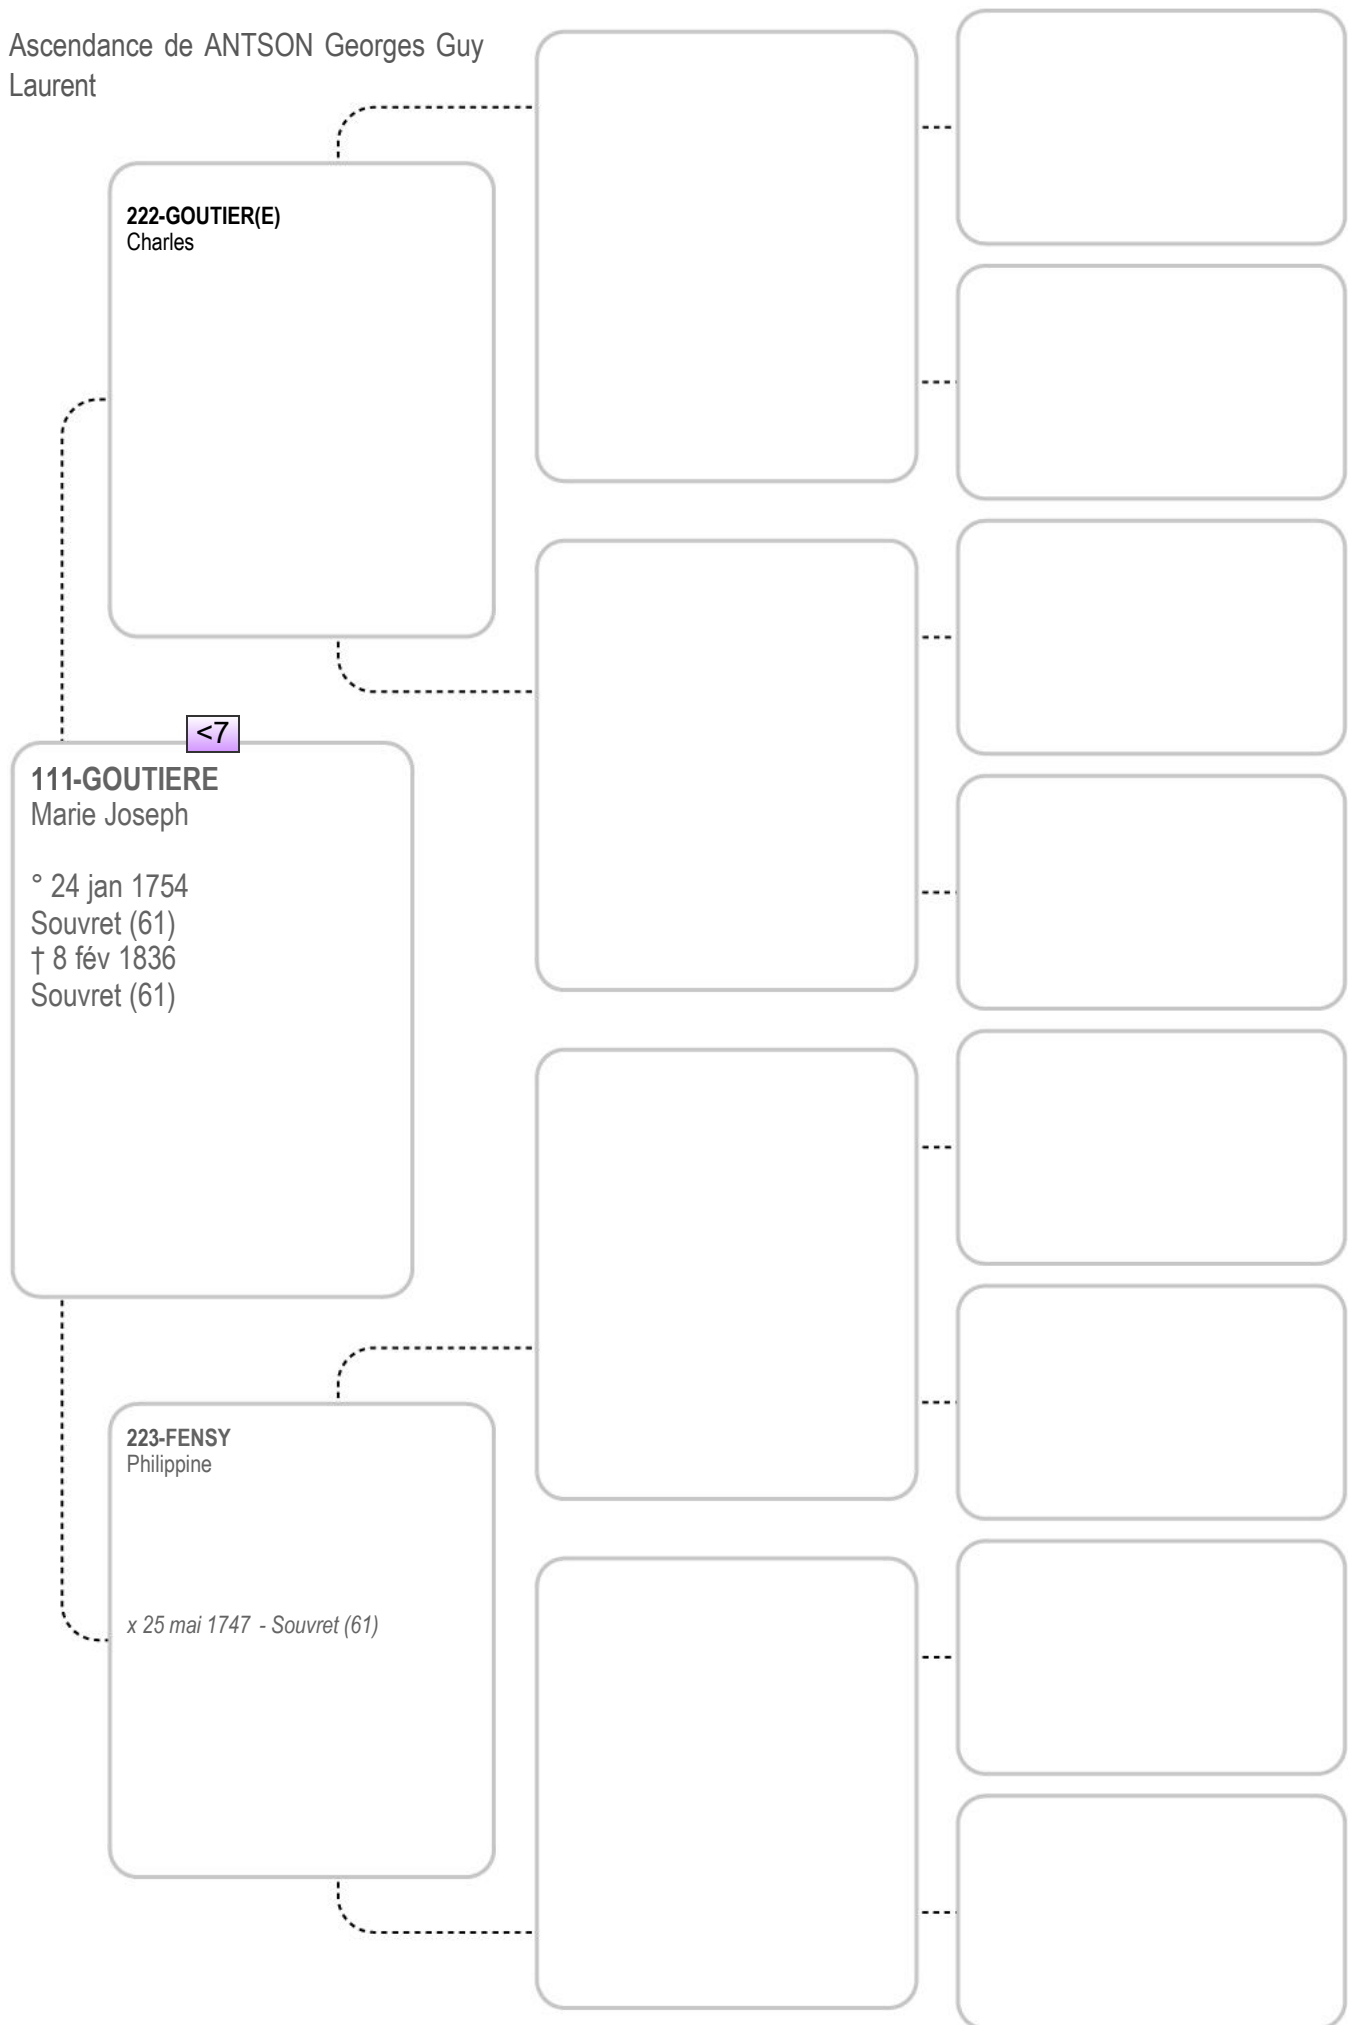 Ascendance de ANTSON Georges Guy
Laurent
222-GOUTIER(E)
Charles
<7
111-GOUTIERE
Marie Joseph
° 24 jan 1754
Souvret (61)
† 8 fév 1836
Souvret (61)
223-FENSY
Philippine
x 25 mai 1747 - Souvret (61)